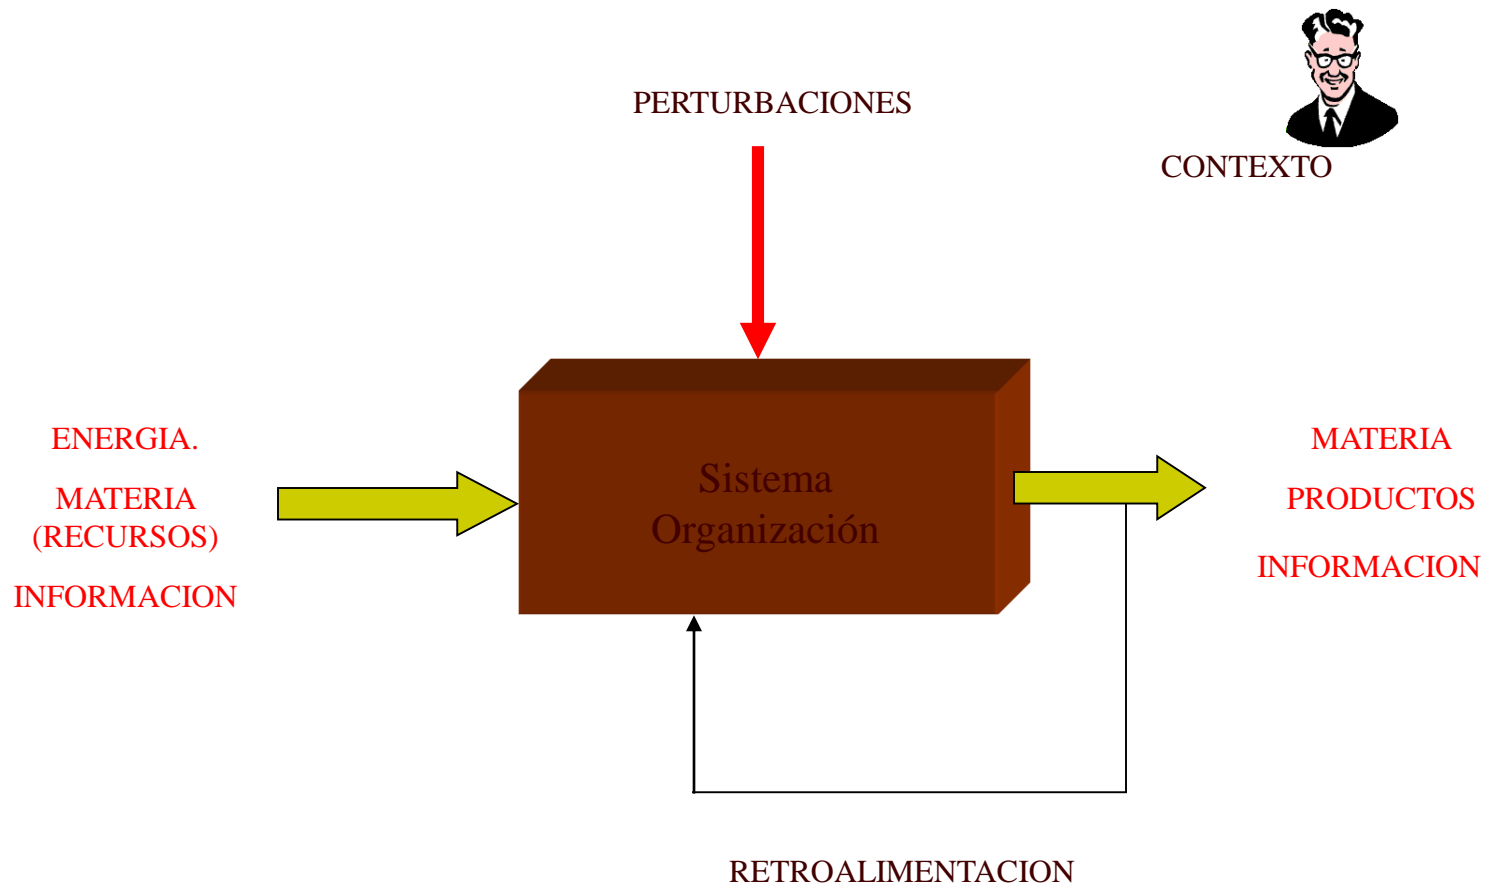 PERTURBACIONES
CONTEXTO
ENERGIA.
MATERIA
(RECURSOS)
INFORMACION
Sistema
Organización
MATERIA
PRODUCTOS
INFORMACION
RETROALIMENTACION